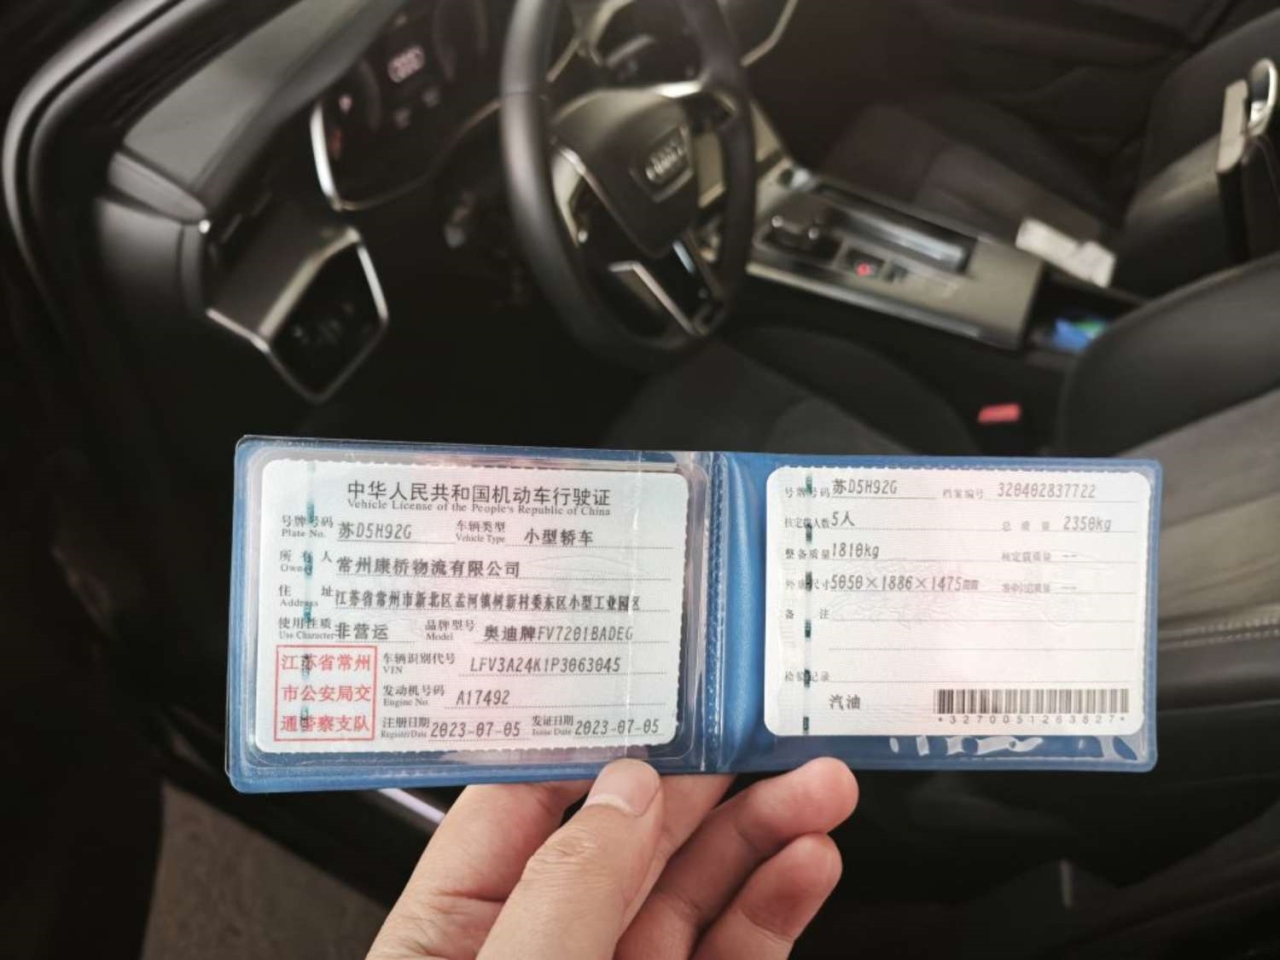 中华人民共和国机动车行驶证
Vehicle License of the People's Republic of China
号牌号码 苏D5H92G 车辆类型 小型轿车
Plate No. Vehicle Type
所有人 常州康桥物流有限公司
Owner
住址 江苏省常州市新北区孟河镇树新村委东区小型工业园区
Address
使用性质 非营运 品牌型号 奥迪牌FV7201BADEG
Use Character Model
江苏省常州
市公安局交
通警察支队
车辆识别代号 LFV3A24K1P3063045
VIN
发动机号码 A17492
Engine No.
注册日期 2023-07-05 发证日期 2023-07-05
Register Date Issue Date
号牌号码 苏D5H92G 档案编号 320402837722
核定载人数 5人 总质量 2350kg
整备质量 1810kg 核定载质量 --
外廓尺寸 5050×1886×1475mm 准牵引总质量 --
备注
检验记录
汽油
*3270051263827*